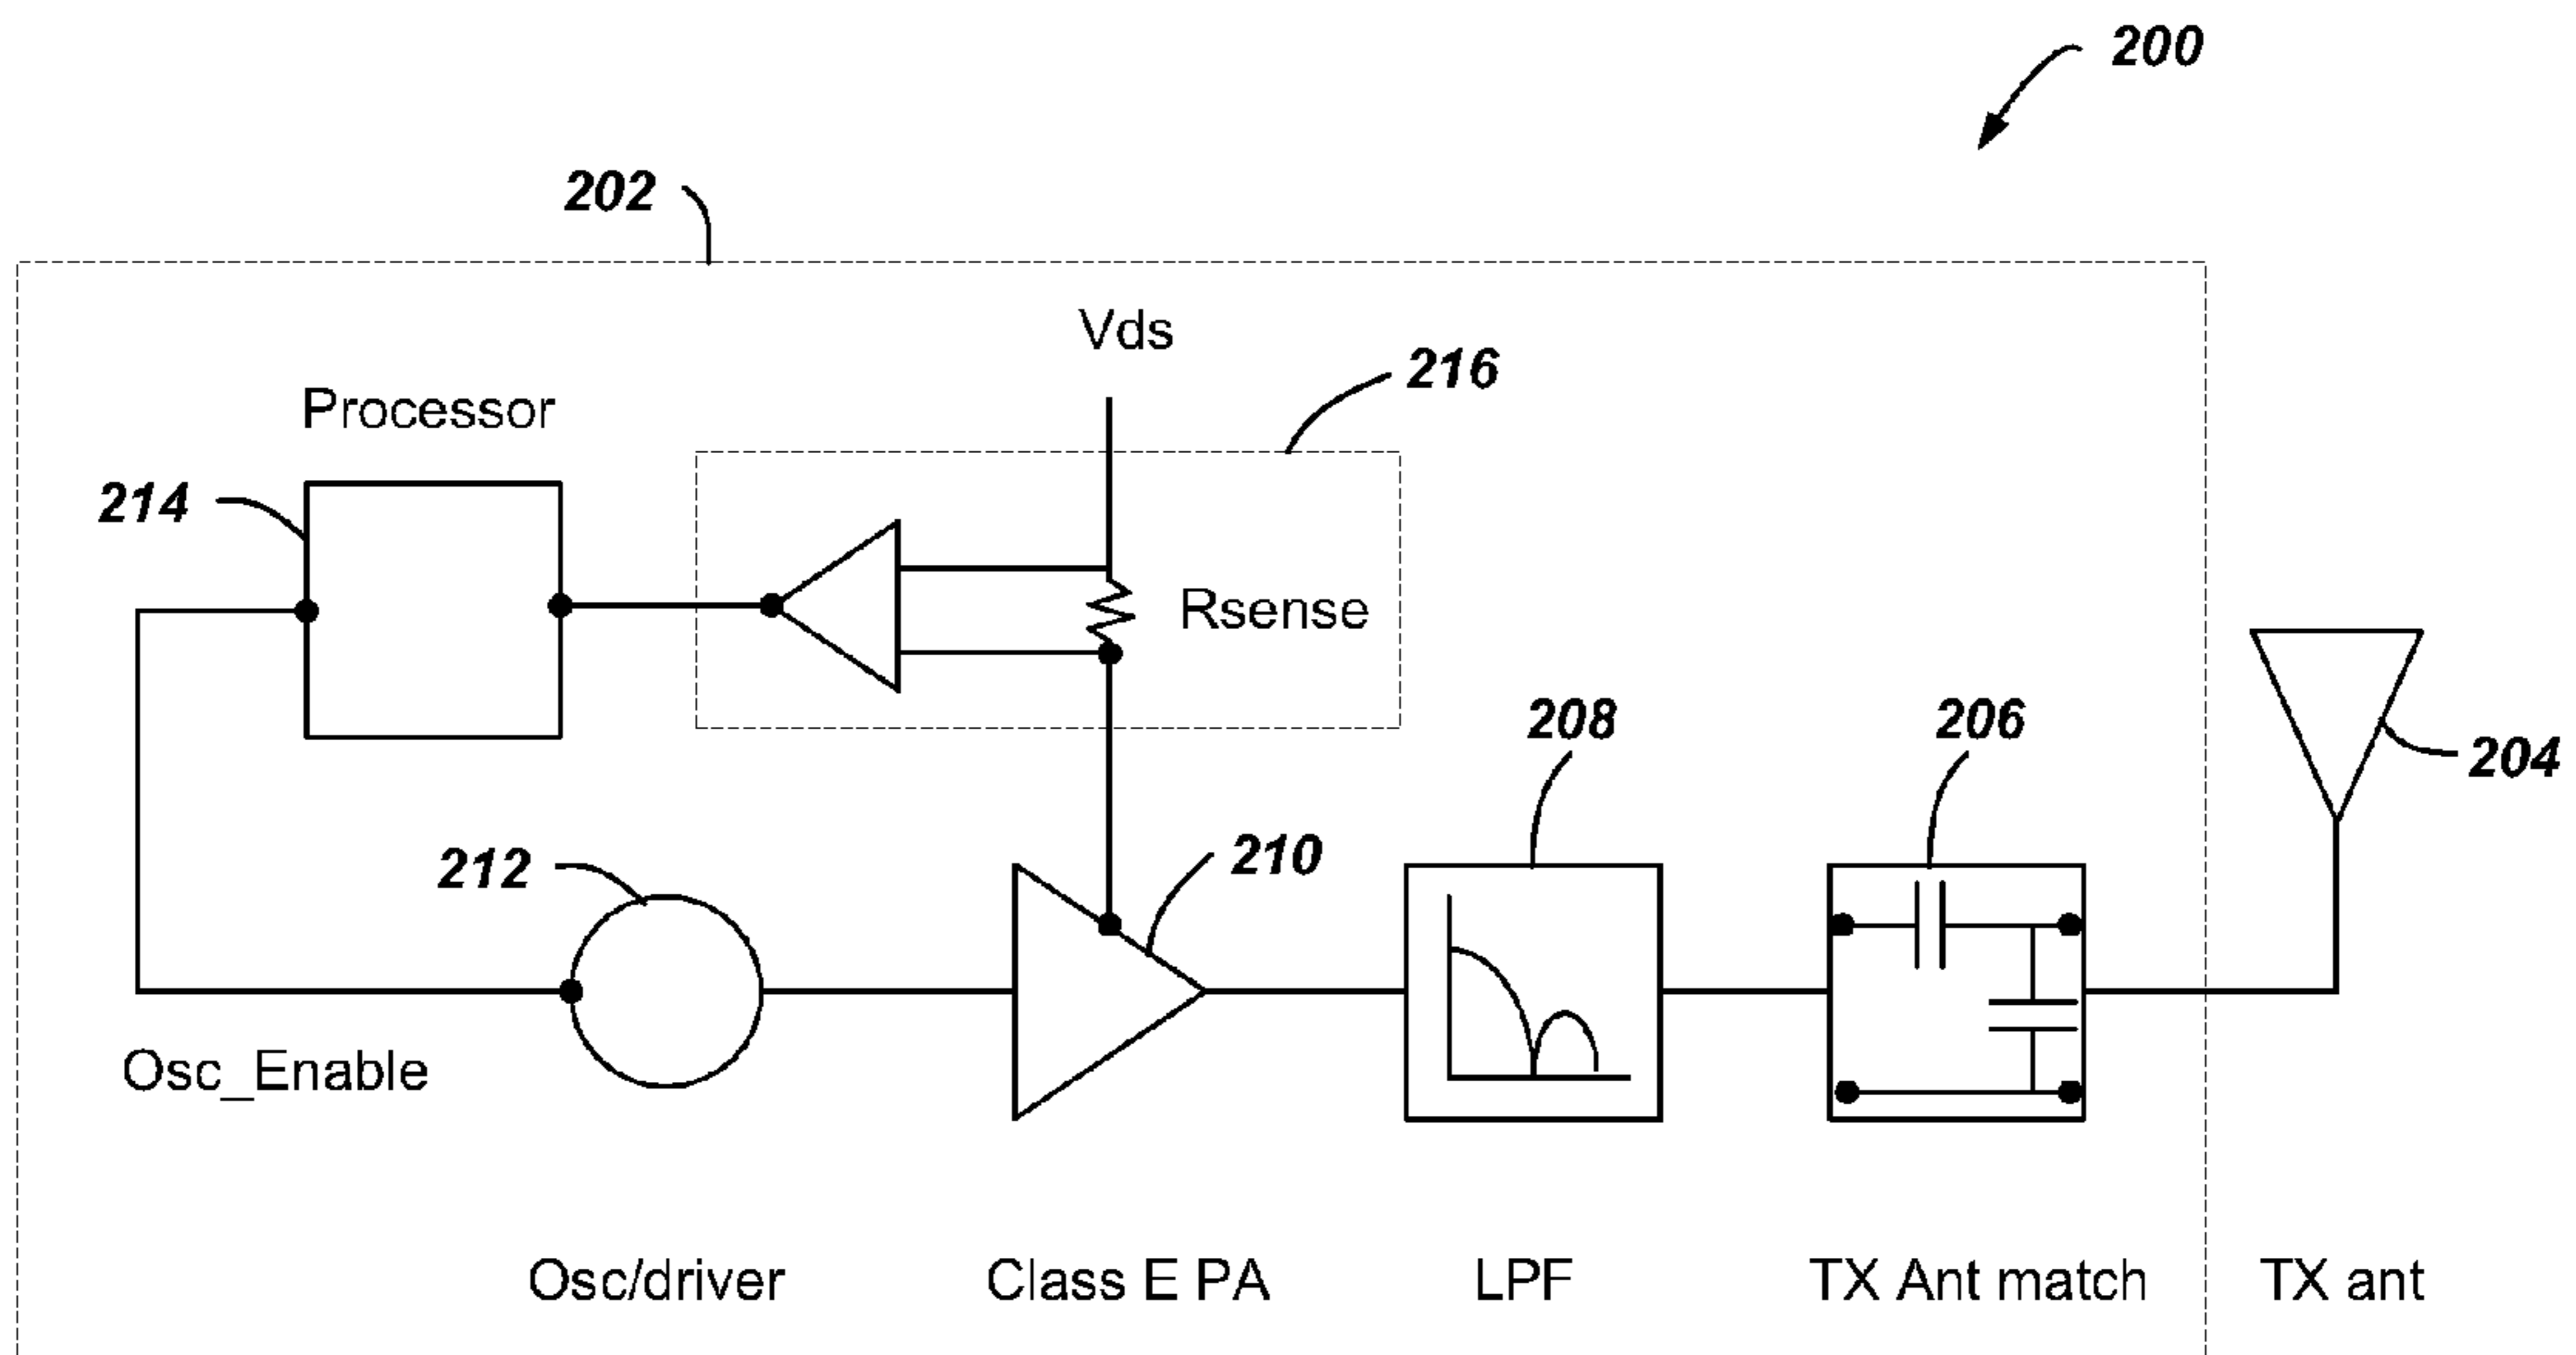 200
202
Vds
216
Processor
214
Rsense
208
206
204
212
210
Osc_Enable
Osc/driver
Class E PA
LPF
TX Ant match
TX ant